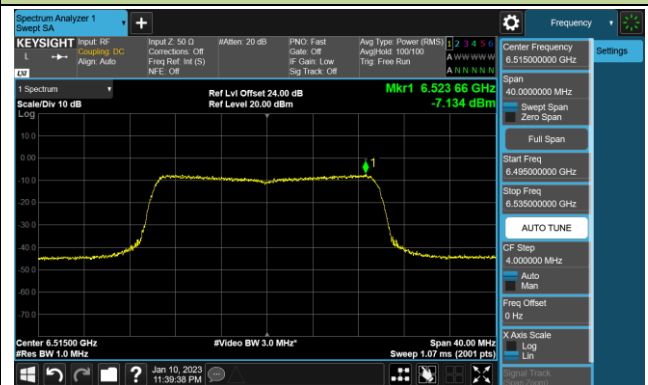 Spectrum Analyzer 1
Swept SA
Frequency
KEYSIGHT
L
LXI
Input: RF
Coupling: DC
Align: Auto
Input Z: 50 Ω
Corrections: Off
Freq Ref: Int (S)
NFE: Off
#Atten: 20 dB
PNO: Fast
Gate: Off
IF Gain: Low
Sig Track: Off
Avg Type: Power (RMS)
Avg|Hold: 100/100
Trig: Free Run
1 2 3 4 5 6
A W W W W W
A N N N N N
1 Spectrum
Scale/Div 10 dB
Log
Ref Lvl Offset 24.00 dB
Ref Level 20.00 dBm
Mkr1 6.523 66 GHz
-7.134 dBm
10.0
0.00
-10.0
-20.0
-30.0
-40.0
-50.0
-60.0
-70.0
1
Center 6.51500 GHz
#Res BW 1.0 MHz
#Video BW 3.0 MHz*
Span 40.00 MHz
Sweep 1.07 ms (2001 pts)
Center Frequency
6.515000000 GHz
Settings
Span
40.0000000 MHz
Swept Span
Zero Span
Full Span
Start Freq
6.495000000 GHz
Stop Freq
6.535000000 GHz
AUTO TUNE
CF Step
4.000000 MHz
Auto
Man
Freq Offset
0 Hz
X Axis Scale
Log
Lin
Signal Track
(Span Zoom)
?
Jan 10, 2023
11:39:38 PM